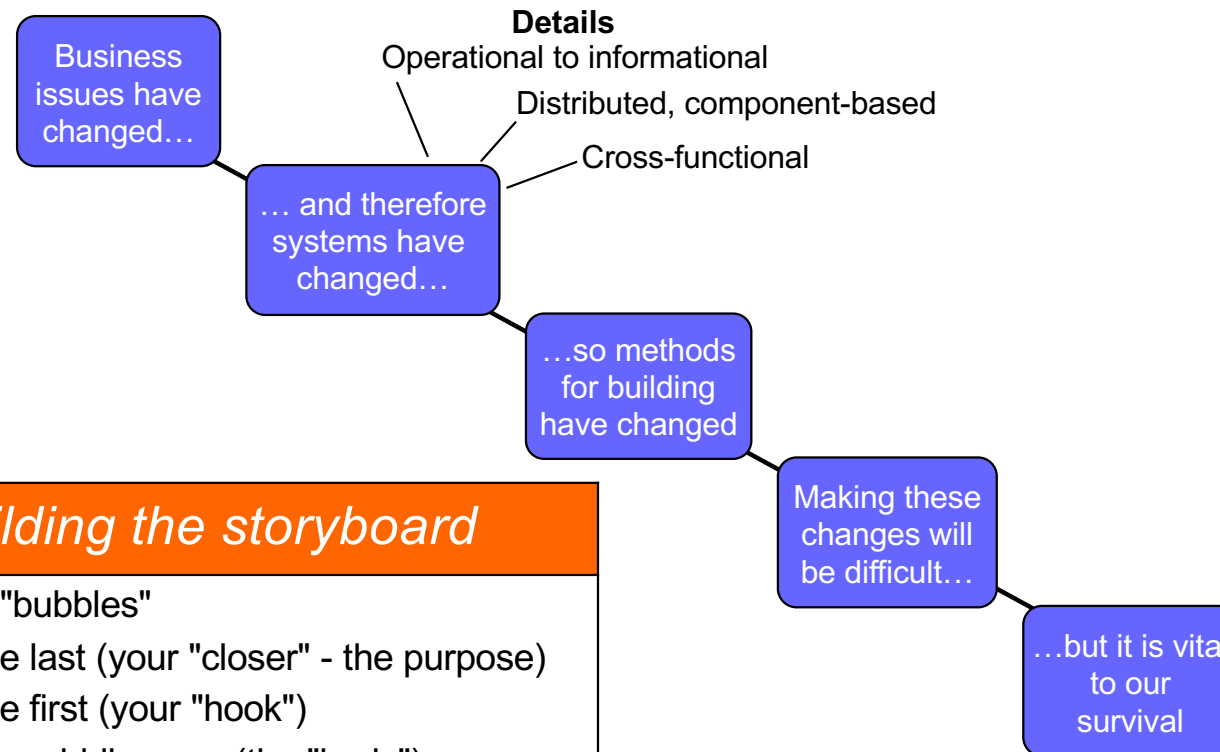 Details
Operational to informational
Distributed, component-based
Cross-functional
Business
issues have
changed…
… and therefore
systems have
changed…
…so methods
for building
have changed
Making these
changes will
be difficult…
…but it is vita
to our
survival
ilding the storyboard
"bubbles"
e last (your "closer" - the purpose)
e first (your "hook")